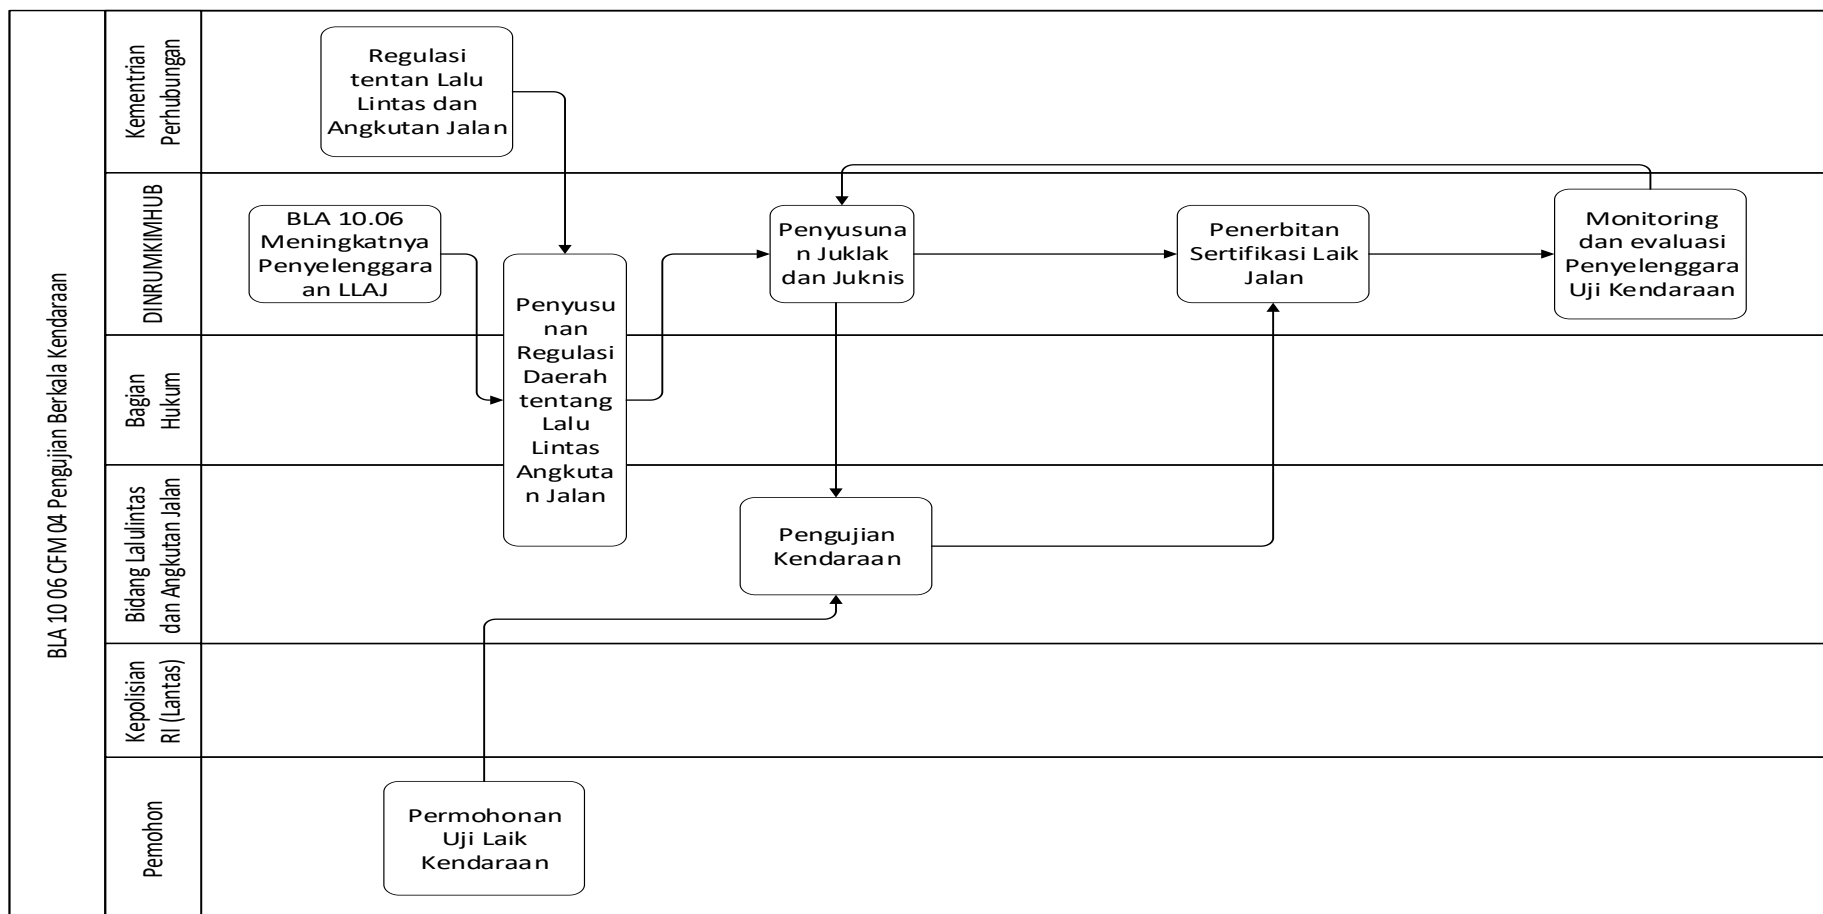 BLA 10 06 CFM 04 Pengujian Berkala Kendaraan
Kementrian
Perhubungan
Regulasi
tentan Lalu
Lintas dan
Angkutan Jalan
DINRUMKIMHUB
BLA 10.06
Meningkatnya
Penyelenggara
an LLAJ
Penyusu
nan
Regulasi
Daerah
tentang
Lalu
Lintas
Angkuta
n Jalan
Penyusuna
n Juklak
dan Juknis
Penerbitan
Sertifikasi Laik
Jalan
Monitoring
dan evaluasi
Penyelenggara
Uji Kendaraan
Bagian
Hukum
Bidang Lalulintas
dan Angkutan Jalan
Pengujian
Kendaraan
Kepolisian
RI (Lantas)
Pemohon
Permohonan
Uji Laik
Kendaraan